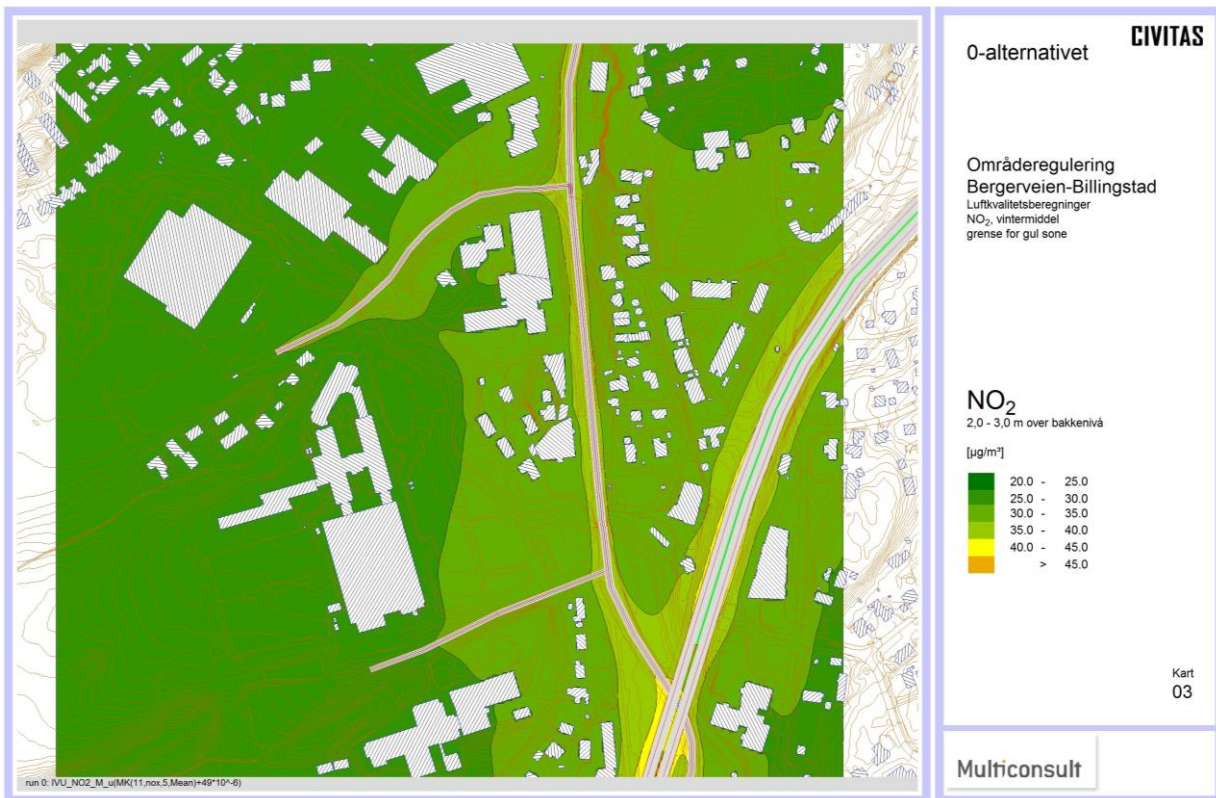 0-alternativet
CIVITAS
Områderegulering
Bergerveien-Billingstad
Luftkvalitetsberegninger
NO2, vintermiddel
grense for gul sone
NO2
2,0 - 3,0 m over bakkenivå
[µg/m³]
20.0 - 25.0
25.0 - 30.0
30.0 - 35.0
35.0 - 40.0
40.0 - 45.0
> 45.0
Kart
03
Multiconsult
run 0: IVU_NO2_M_u(MK(11,nox,5,Mean)+49*10^-6)